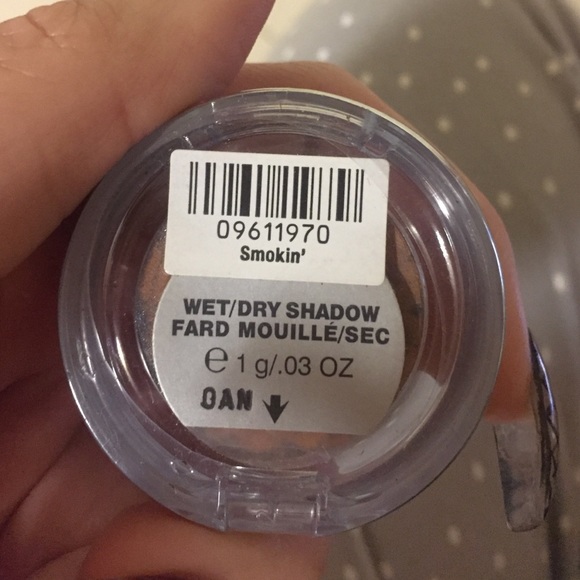 09611970
Smokin'
WET/DRY SHADOW
FARD MOUILLÉ/SEC
℮ 1 g/.03 OZ
0AN